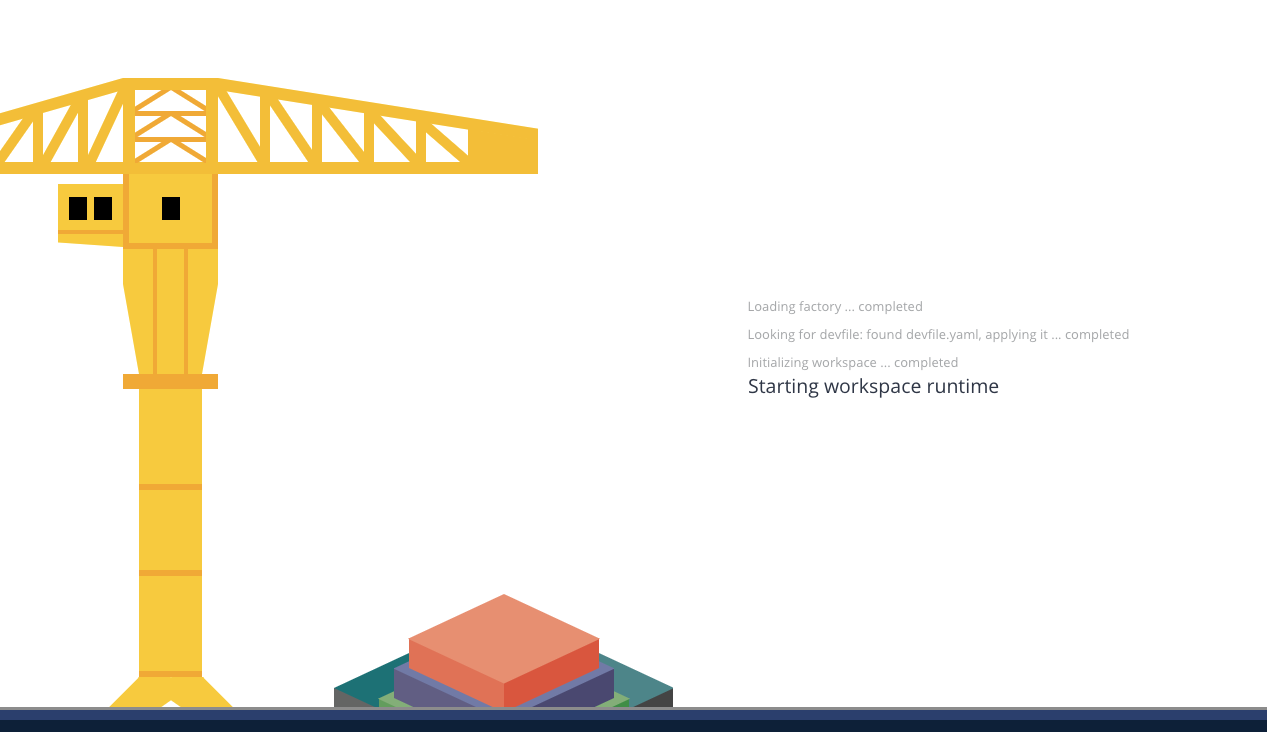 Loading factory ... completed
Looking for devfile: found devfile.yaml, applying it ... completed
Initializing workspace ... completed
Starting workspace runtime